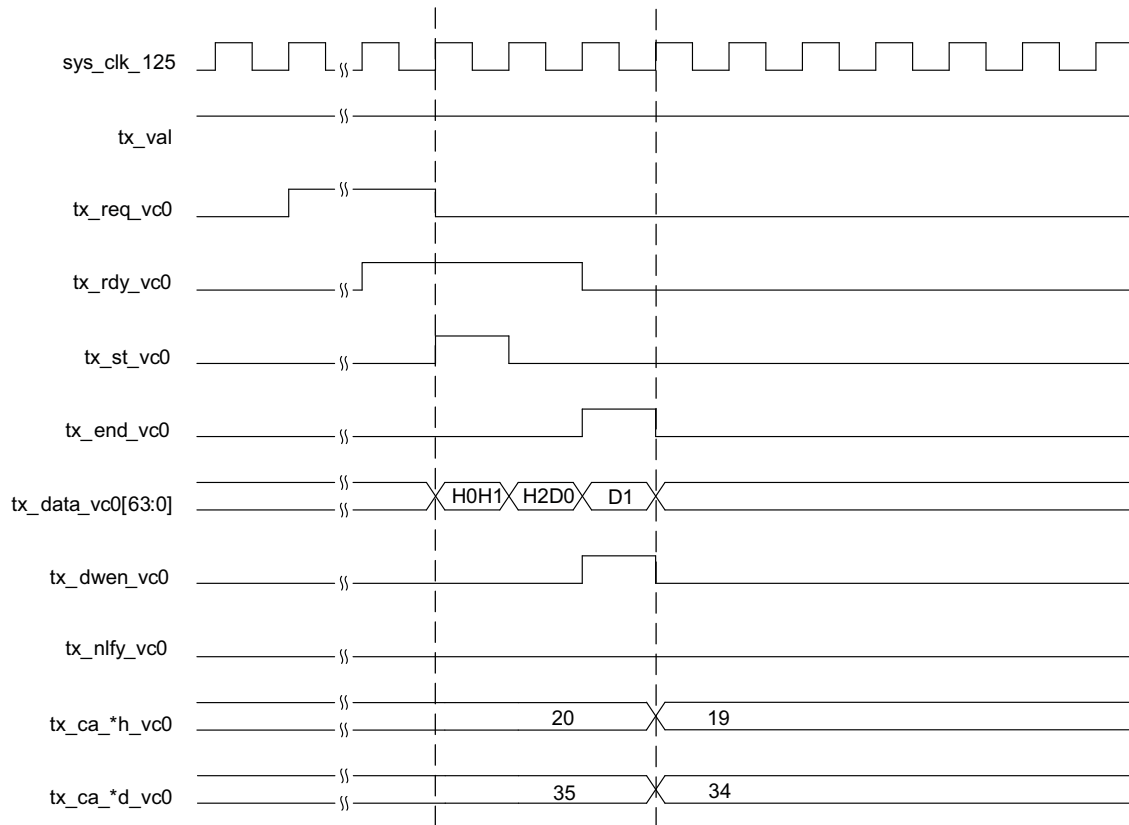 sys_clk_125
tx_val
tx_req_vc0
tx_rdy_vc0
tx_st_vc0
tx_end_vc0
tx_data_vc0[63:0] H0H1 H2D0 D1
tx_dwen_vc0
tx_nlfy_vc0
tx_ca_*h_vc0 20 19
tx_ca_*d_vc0 35 34